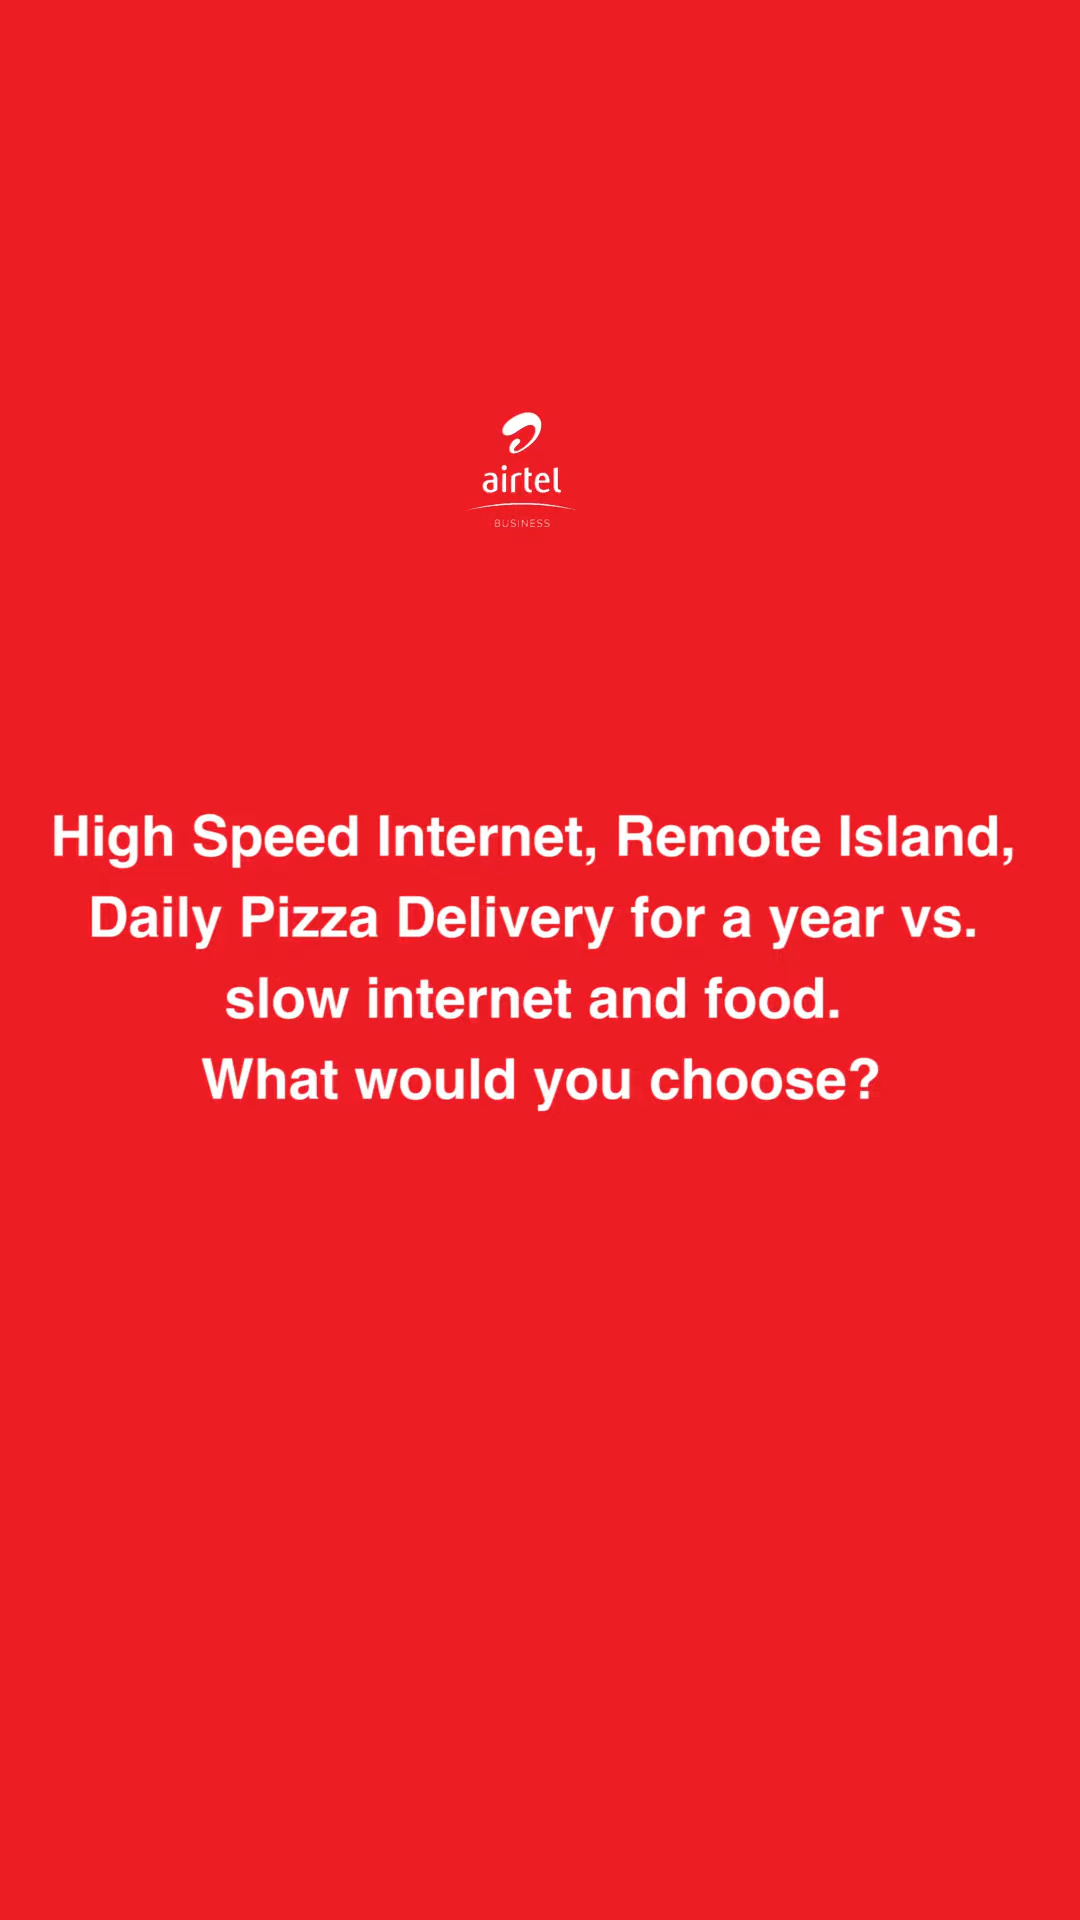 airtel
BUSINESS
High Speed Internet, Remote Island,
Daily Pizza Delivery for a year vs.
slow internet and food.
What would you choose?